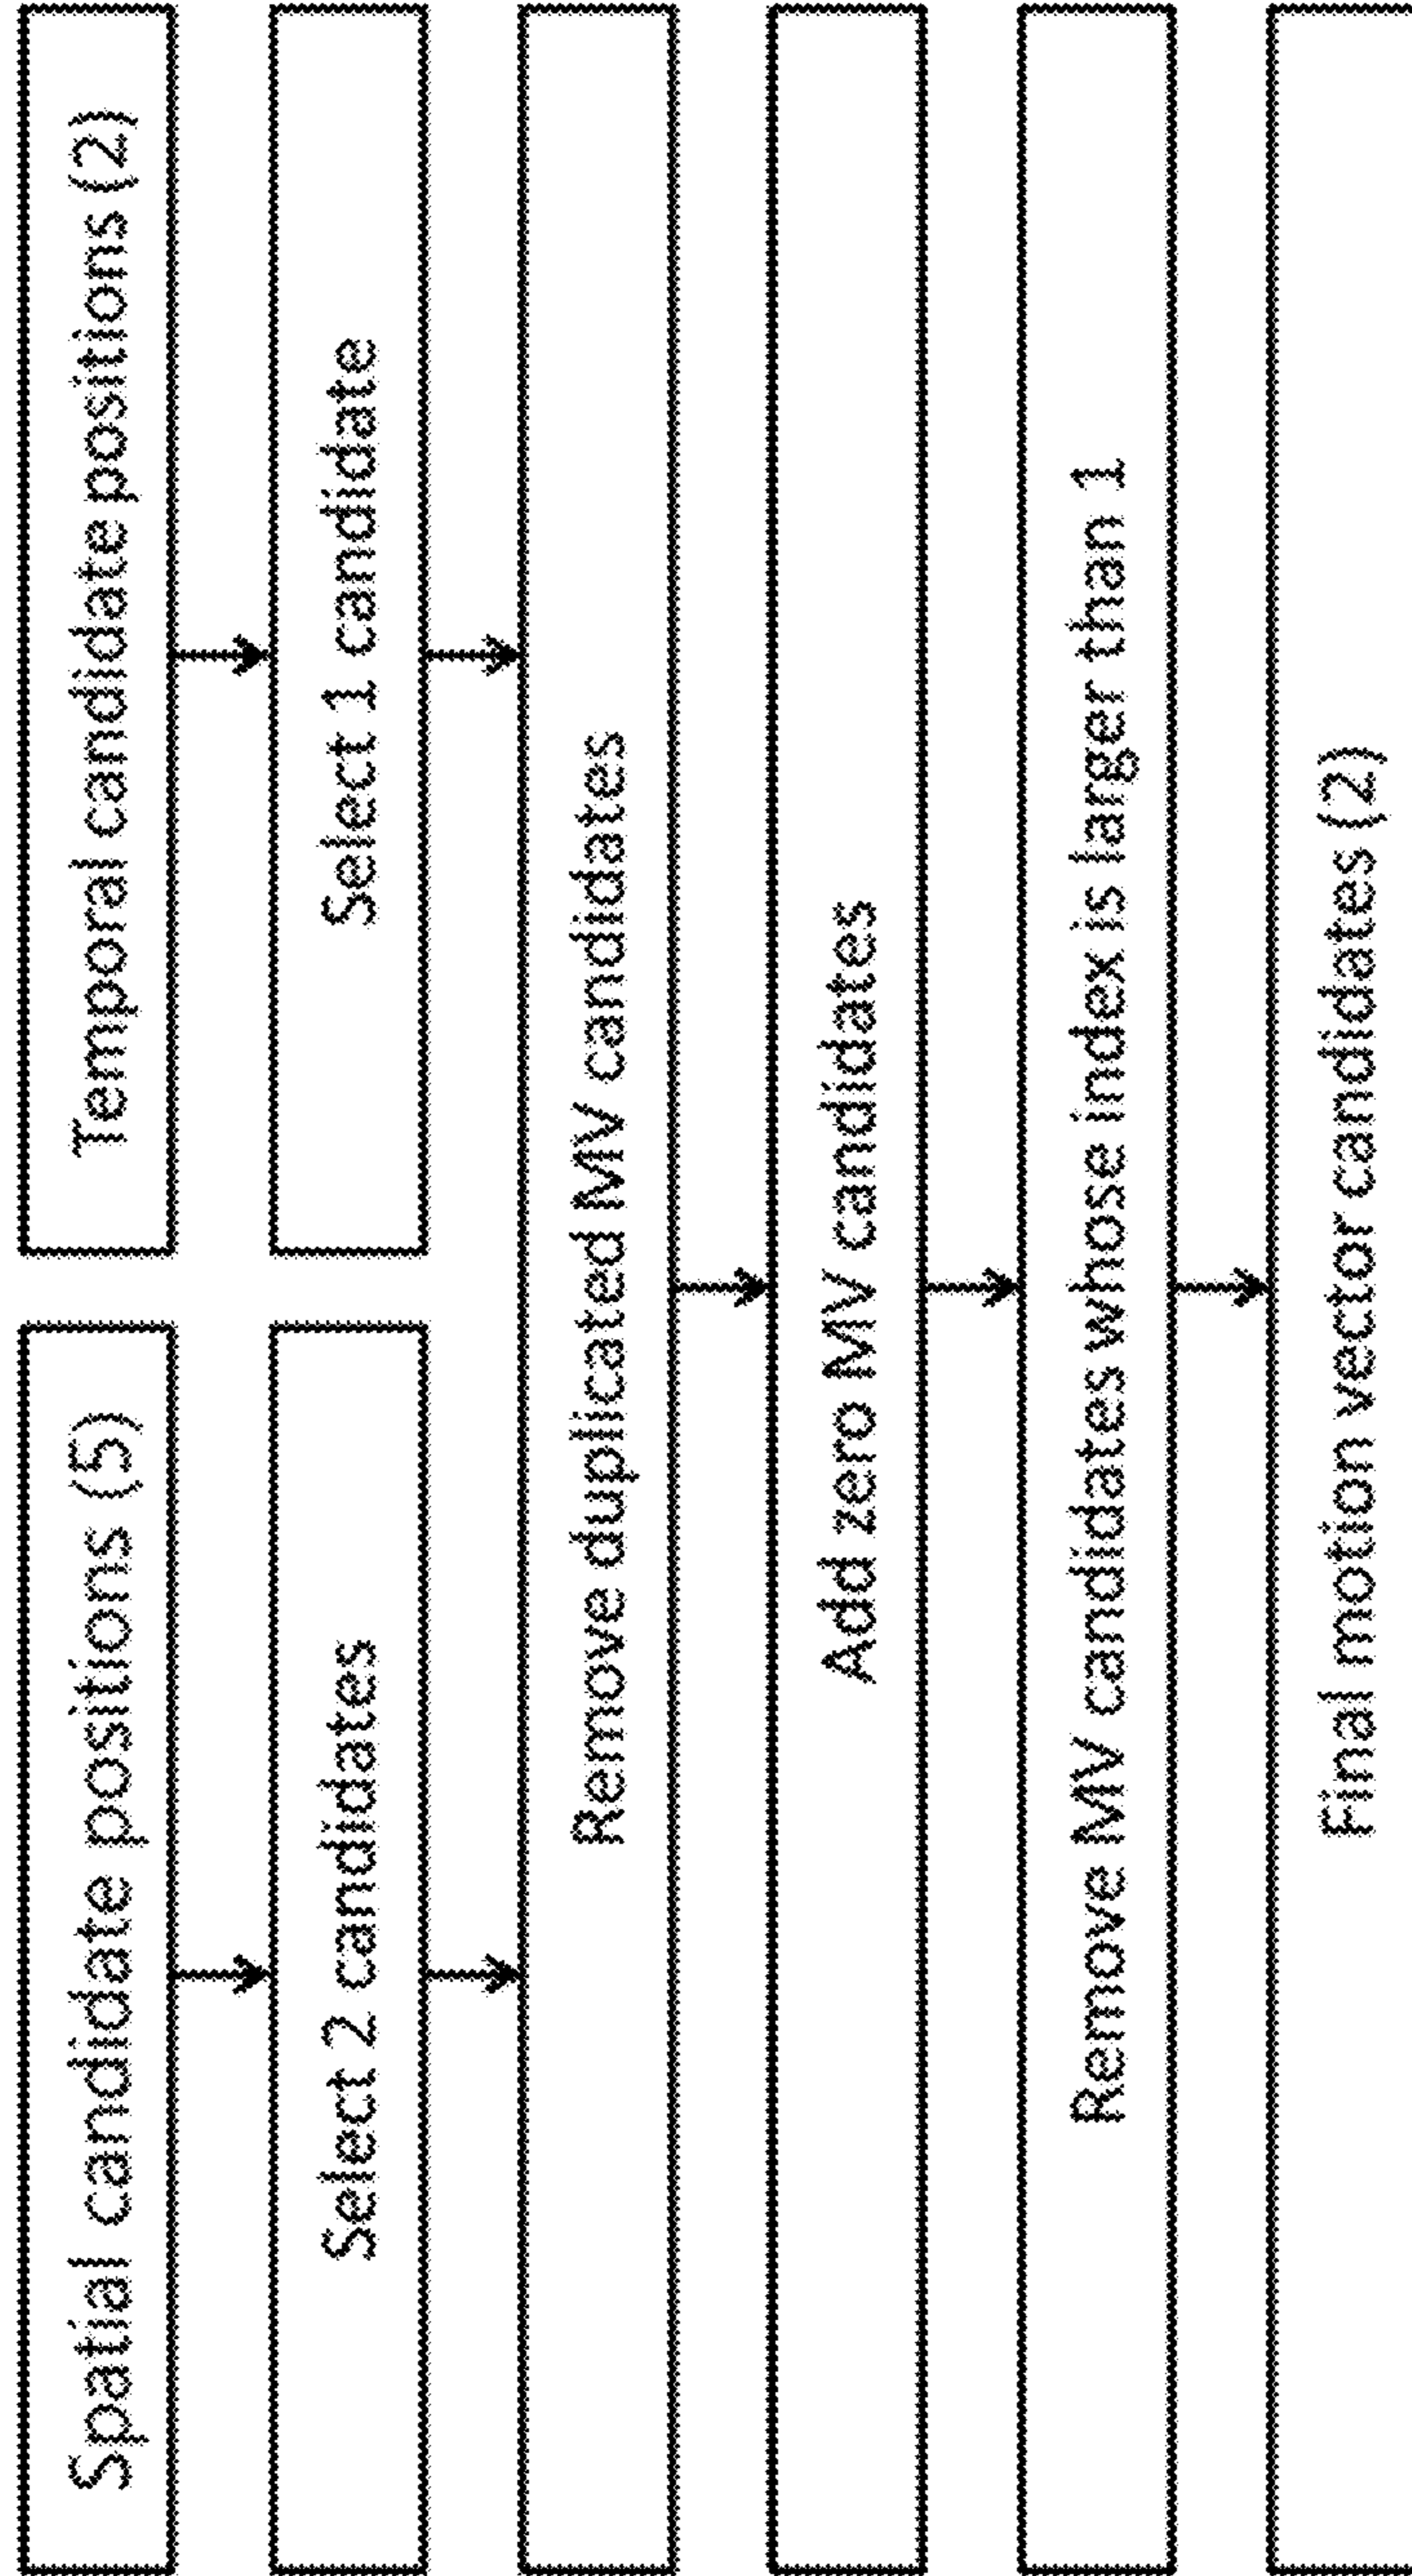 Spatial candidate positions (5)
Temporal candidate positions (2)
Select 2 candidates
Select 1 candidate
Remove duplicated MV candidates
Add zero MV candidates
Remove MV candidates whose index is larger than 1
Final motion vector candidates (2)